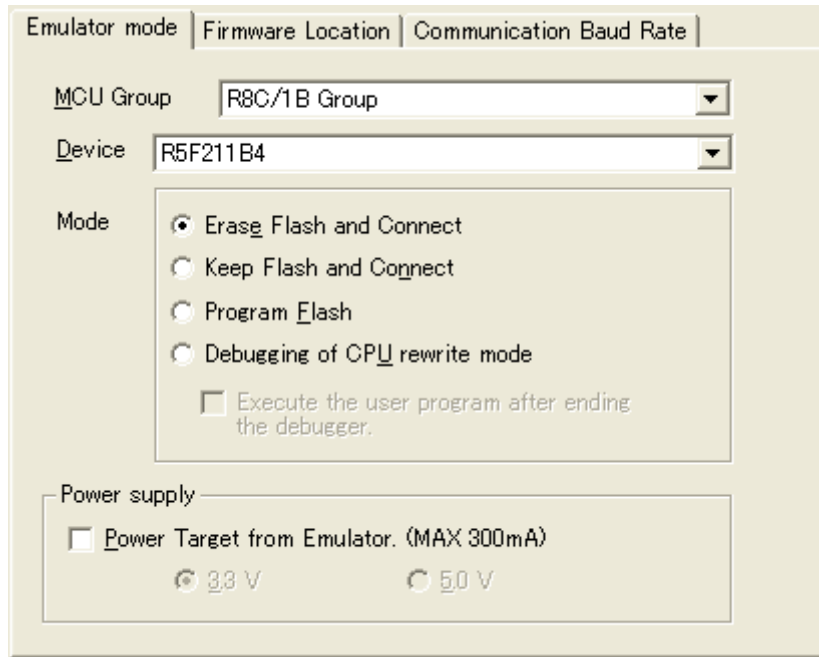 Emulator mode Firmware Location Communication Baud Rate
MCU Group R8C/1B Group
Device R5F211B4
Mode
Erase Flash and Connect
Keep Flash and Connect
Program Flash
Debugging of CPU rewrite mode
Execute the user program after ending
the debugger.
Power supply
Power Target from Emulator. (MAX 300mA)
3.3 V 5.0 V